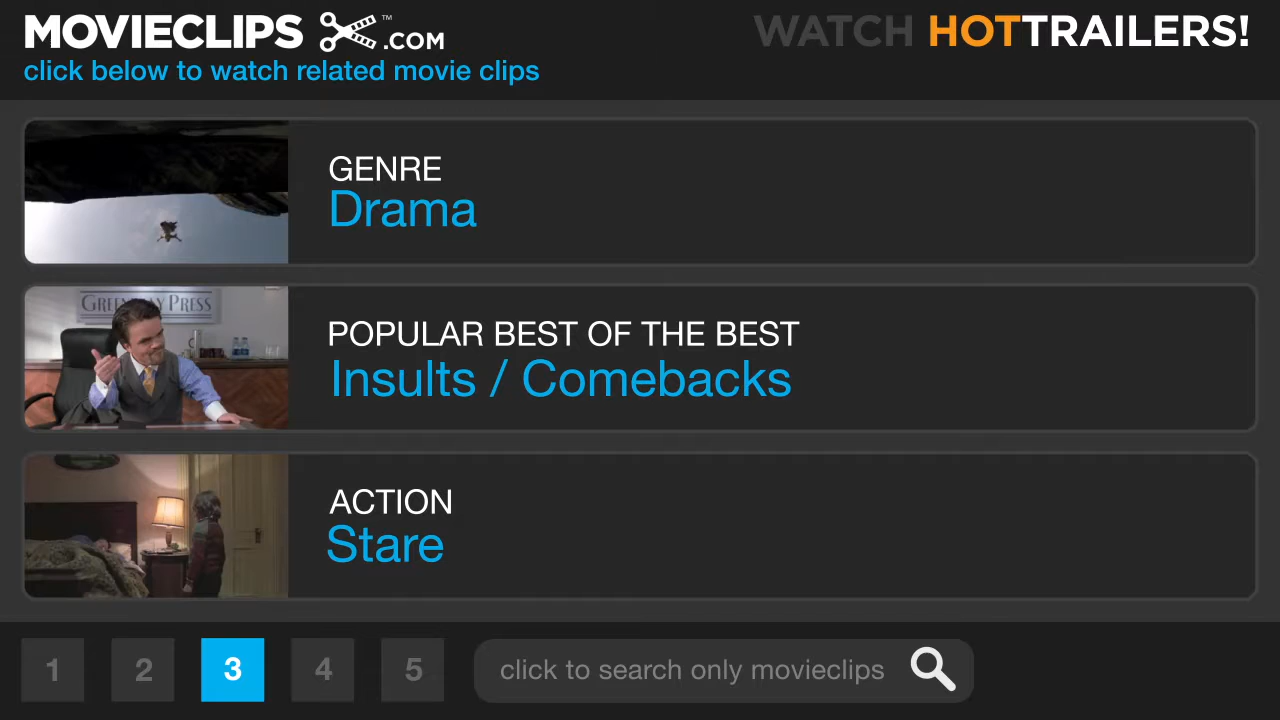 MOVIECLIPS ™.COM
WATCH HOTTRAILERS!
click below to watch related movie clips
GENRE
Drama
POPULAR BEST OF THE BEST
Insults / Comebacks
ACTION
Stare
1 2 3 4 5 click to search only movieclips